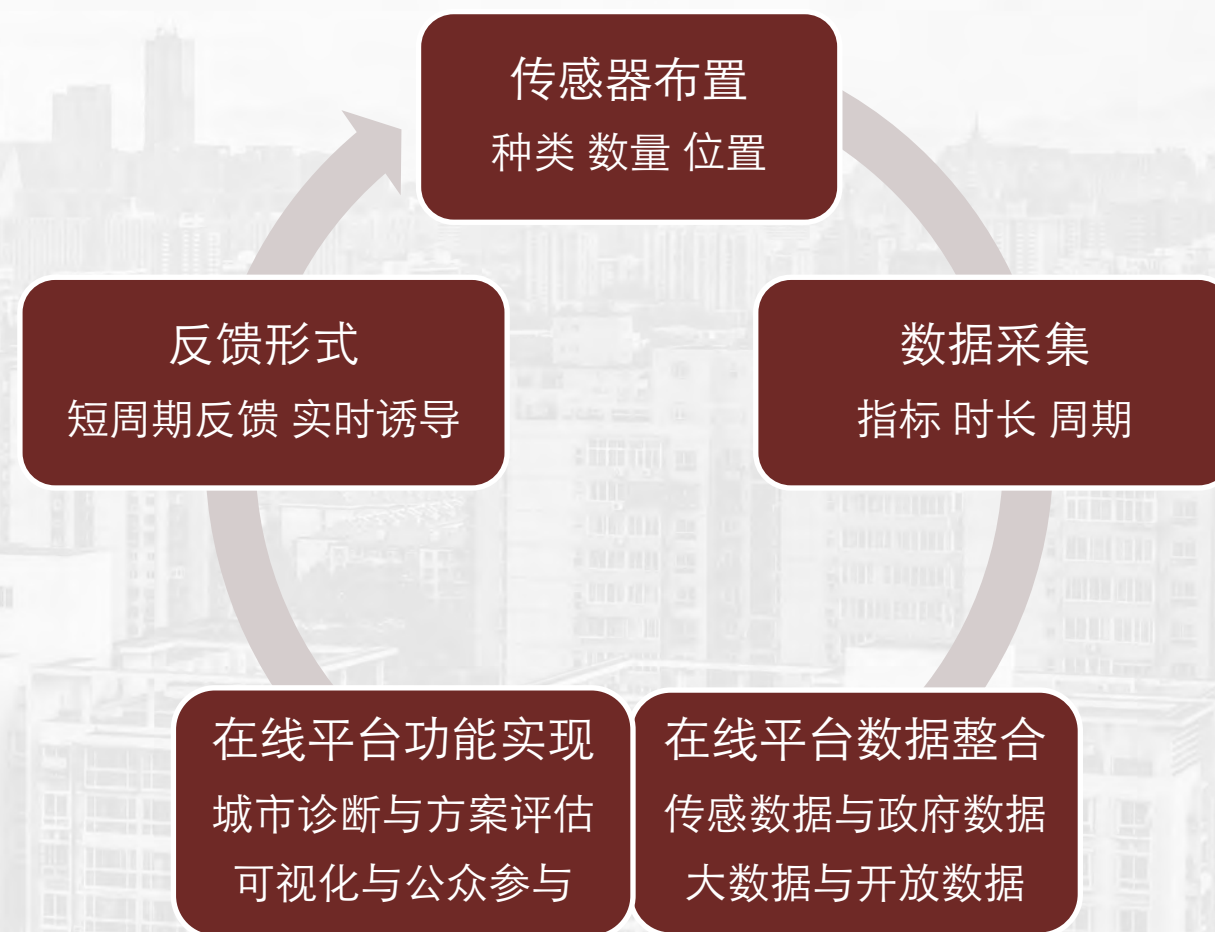 传感器布置
种类 数量 位置
数据采集
指标 时长 周期
在线平台数据整合
传感数据与政府数据
大数据与开放数据
在线平台功能实现
城市诊断与方案评估
可视化与公众参与
反馈形式
短周期反馈 实时诱导